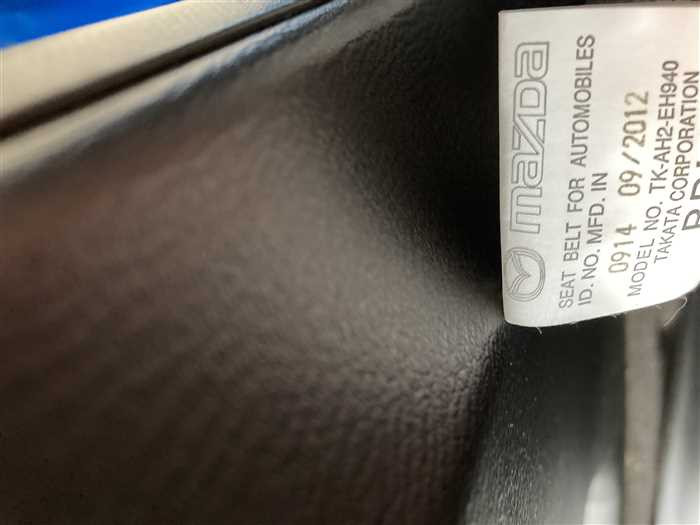 mazda
SEAT BELT FOR AUTOMOBILES
ID. NO. MFD. IN
0914 09/2012
MODEL NO. TK-AH2-EH940
TAKATA CORPORATION